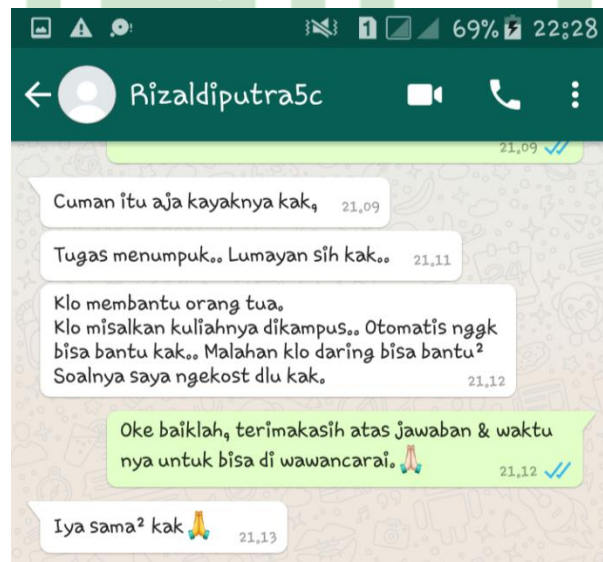 1 69% 22:28
Rizaldiputra5c
21.09
Cuman itu aja kayaknya kak, 21.09
Tugas menumpuk.. Lumayan sih kak.. 21.11
Klo membantu orang tua.
Klo misalkan kuliahnya dikampus.. Otomatis nggk
bisa bantu kak.. Malahan klo daring bisa bantu²
Soalnya saya ngekost dlu kak. 21.12
Oke baiklah, terimakasih atas jawaban & waktu
nya untuk bisa di wawancarai.🙏🏻 21.12
Iya sama² kak 🙏 21.13